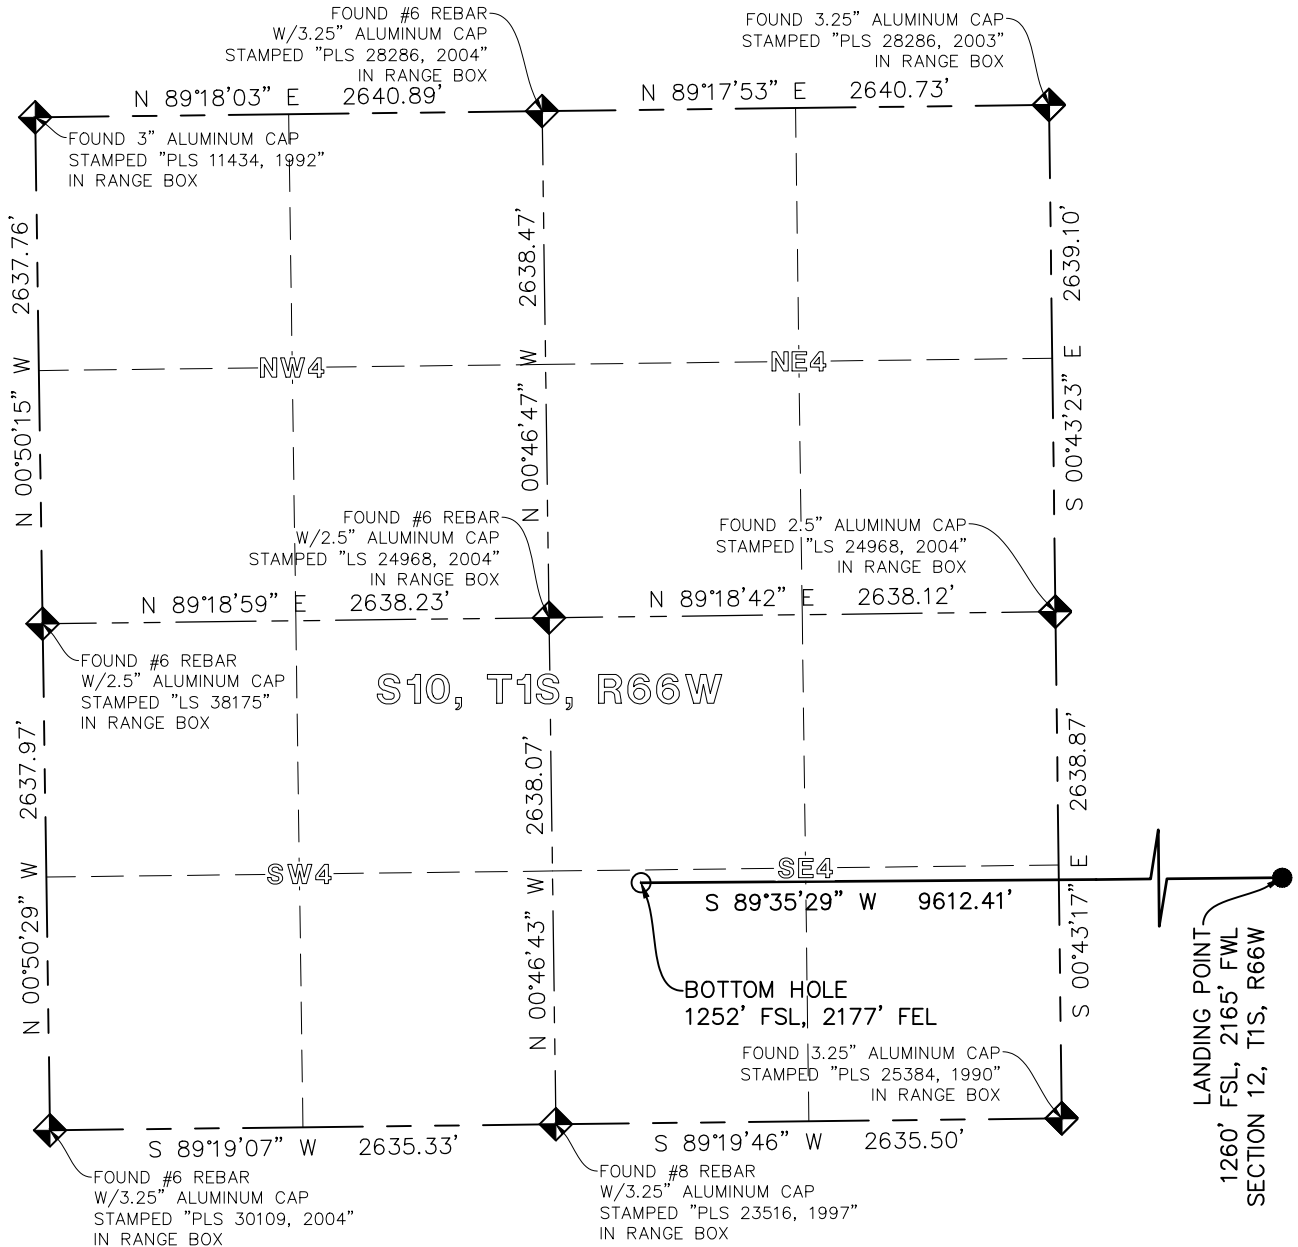 FOUND #6 REBAR
W/3.25" ALUMINUM CAP
STAMPED "PLS 28286, 2004"
IN RANGE BOX
FOUND 3.25" ALUMINUM CAP
STAMPED "PLS 28286, 2003"
IN RANGE BOX
N 89°18'03" E 2640.89'
N 89°17'53" E 2640.73'
FOUND 3" ALUMINUM CAP
STAMPED "PLS 11434, 1992"
IN RANGE BOX
N 00°50'15" W 2637.76'
N 00°46'47" W 2638.47'
S 00°43'23" E 2639.10'
NW4
NE4
FOUND #6 REBAR
W/2.5" ALUMINUM CAP
STAMPED "LS 24968, 2004"
IN RANGE BOX
FOUND 2.5" ALUMINUM CAP
STAMPED "LS 24968, 2004"
IN RANGE BOX
N 89°18'59" E 2638.23'
N 89°18'42" E 2638.12'
FOUND #6 REBAR
W/2.5" ALUMINUM CAP
STAMPED "LS 38175"
IN RANGE BOX
S10, T1S, R66W
N 00°50'29" W 2637.97'
N 00°46'43" W 2638.07'
S 00°43'17" E 2638.87'
SW4
SE4
S 89°35'29" W 9612.41'
BOTTOM HOLE
1252' FSL, 2177' FEL
LANDING POINT
1260' FSL, 2165' FWL
SECTION 12, T1S, R66W
FOUND 3.25" ALUMINUM CAP
STAMPED "PLS 25384, 1990"
IN RANGE BOX
S 89°19'07" W 2635.33'
S 89°19'46" W 2635.50'
FOUND #6 REBAR
W/3.25" ALUMINUM CAP
STAMPED "PLS 30109, 2004"
IN RANGE BOX
FOUND #8 REBAR
W/3.25" ALUMINUM CAP
STAMPED "PLS 23516, 1997"
IN RANGE BOX